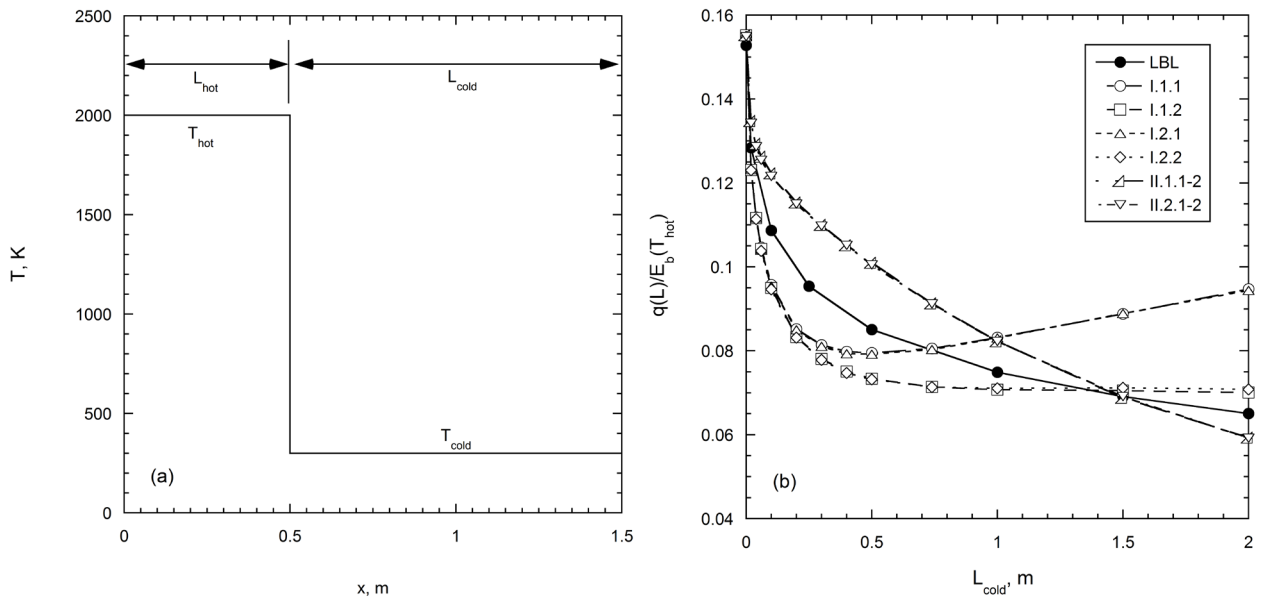 (a)
2500
2000
1500
1000
500
0
T, K
L_hot
L_cold
T_hot
T_cold
(a)
0
0.5
1
1.5
x, m
(b)
0.16
0.14
0.12
0.1
0.08
0.06
0.04
q(L)/E_b(T_hot)
LBL
I.1.1
I.1.2
I.2.1
I.2.2
II.1.1-2
II.2.1-2
(b)
0
0.5
1
1.5
2
L_cold, m